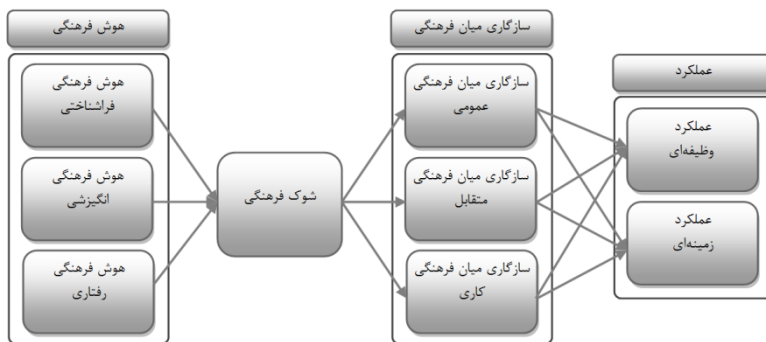 هوش فرهنگی
سازگاری میان فرهنگی
عملکرد
هوش فرهنگی
فراشناختی
هوش فرهنگی
انگیزشی
هوش فرهنگی
رفتاری
شوک فرهنگی
سازگاری میان فرهنگی
عمومی
سازگاری میان فرهنگی
متقابل
سازگاری میان فرهنگی
کاری
عملکرد
وظیفه‌ای
عملکرد
زمینه‌ای